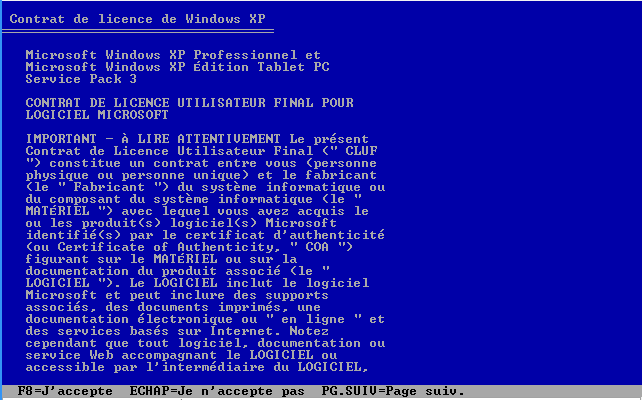 Contrat de licence de Windows XP
Microsoft Windows XP Professionnel et
Microsoft Windows XP Édition Tablet PC
Service Pack 3
CONTRAT DE LICENCE UTILISATEUR FINAL POUR
LOGICIEL MICROSOFT
IMPORTANT – À LIRE ATTENTIVEMENT Le présent
Contrat de Licence Utilisateur Final (" CLUF
") constitue un contrat entre vous (personne
physique ou personne unique) et le fabricant
(le " Fabricant ") du système informatique ou
du composant du système informatique (le "
MATÉRIEL ") avec lequel vous avez acquis le
ou les produit(s) logiciel(s) Microsoft
identifié(s) par le certificat d'authenticité
(ou Certificate of Authenticity, " COA ")
figurant sur le MATÉRIEL ou sur la
documentation du produit associé (le "
LOGICIEL "). Le LOGICIEL inclut le logiciel
Microsoft et peut inclure des supports
associés, des documents imprimés, une
documentation électronique ou " en ligne " et
des services basés sur Internet. Notez
cependant que tout logiciel, documentation ou
service Web accompagnant le LOGICIEL ou
accessible par l'intermédiaire du LOGICIEL,
F8=J'accepte  ECHAP=Je n'accepte pas  PG.SUIV=Page suiv.